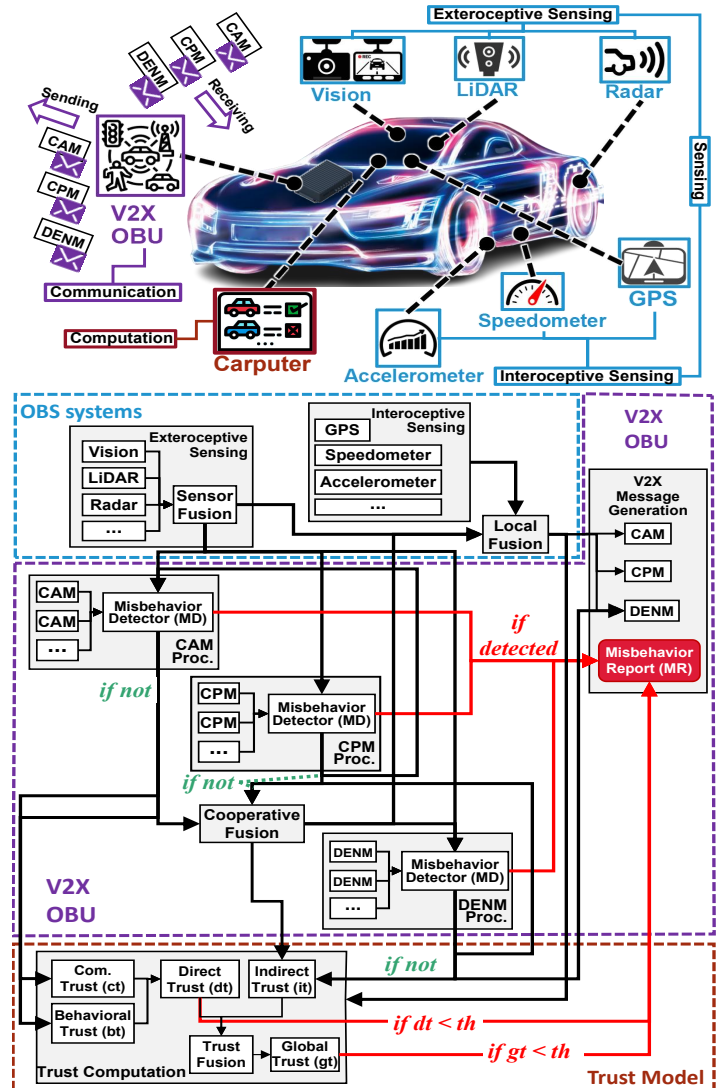 Exteroceptive Sensing
DENM
CPM
CAM
Sending
Receiving
Vision
LiDAR
Radar
Sensing
CAM
CPM
DENM
V2X
OBU
Communication
Computation
Carputer
GPS
Speedometer
Accelerometer
Interoceptive Sensing
OBS systems
Exteroceptive
Sensing
Vision
LiDAR
Radar
...
Sensor
Fusion
Interoceptive
Sensing
GPS
Speedometer
Accelerometer
...
Local
Fusion
V2X
OBU
V2X
Message
Generation
CAM
CPM
DENM
Misbehavior
Report (MR)
CAM
CAM
...
Misbehavior
Detector (MD)
CAM
Proc.
if
detected
if not
CPM
CPM
...
Misbehavior
Detector (MD)
CPM
Proc.
if not
Cooperative
Fusion
DENM
DENM
...
Misbehavior
Detector (MD)
DENM
Proc.
V2X
OBU
if not
Com.
Trust (ct)
Direct
Trust (dt)
Indirect
Trust (it)
Behavioral
Trust (bt)
if dt < th
Trust
Fusion
Global
Trust (gt)
if gt < th
Trust Computation
Trust Model